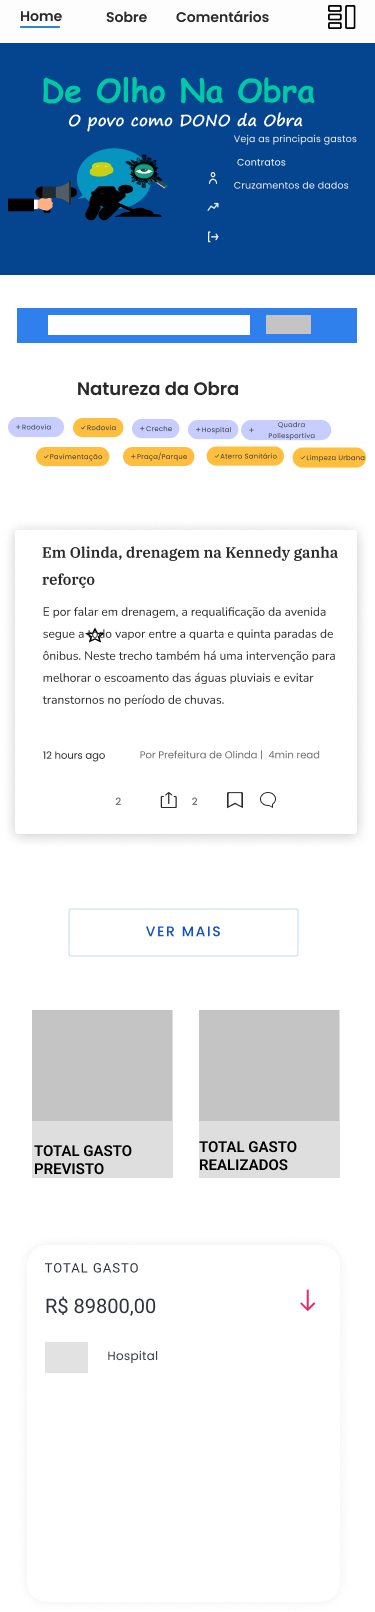 Home Sobre Comentários
De Olho Na Obra
O povo como DONO da Obra
Veja as principais gastos
Contratos
Cruzamentos de dados
Natureza da Obra
+Rodovia ✓Rodovia +Creche +Hospital + Quadra
Poliesportiva
✓Pavimentação +Praça/Parque ✓Aterro Sanitário ✓Limpeza Urbana
Em Olinda, drenagem na Kennedy ganha
reforço
E por falar em drenagem, a requalificação da avenida
segue a todo vapor entre a quarta e quinta paradas de
ônibus. Neste trecho também há uma intervenção para
melhorar o escoamento das águas pluviais e evitar
transtornos no período de chuvas.
12 hours ago Por Prefeitura de Olinda | 4min read
2 2
VER MAIS
TOTAL GASTO
PREVISTO
TOTAL GASTO
REALIZADOS
TOTAL GASTO
R$ 89800,00
Hospital